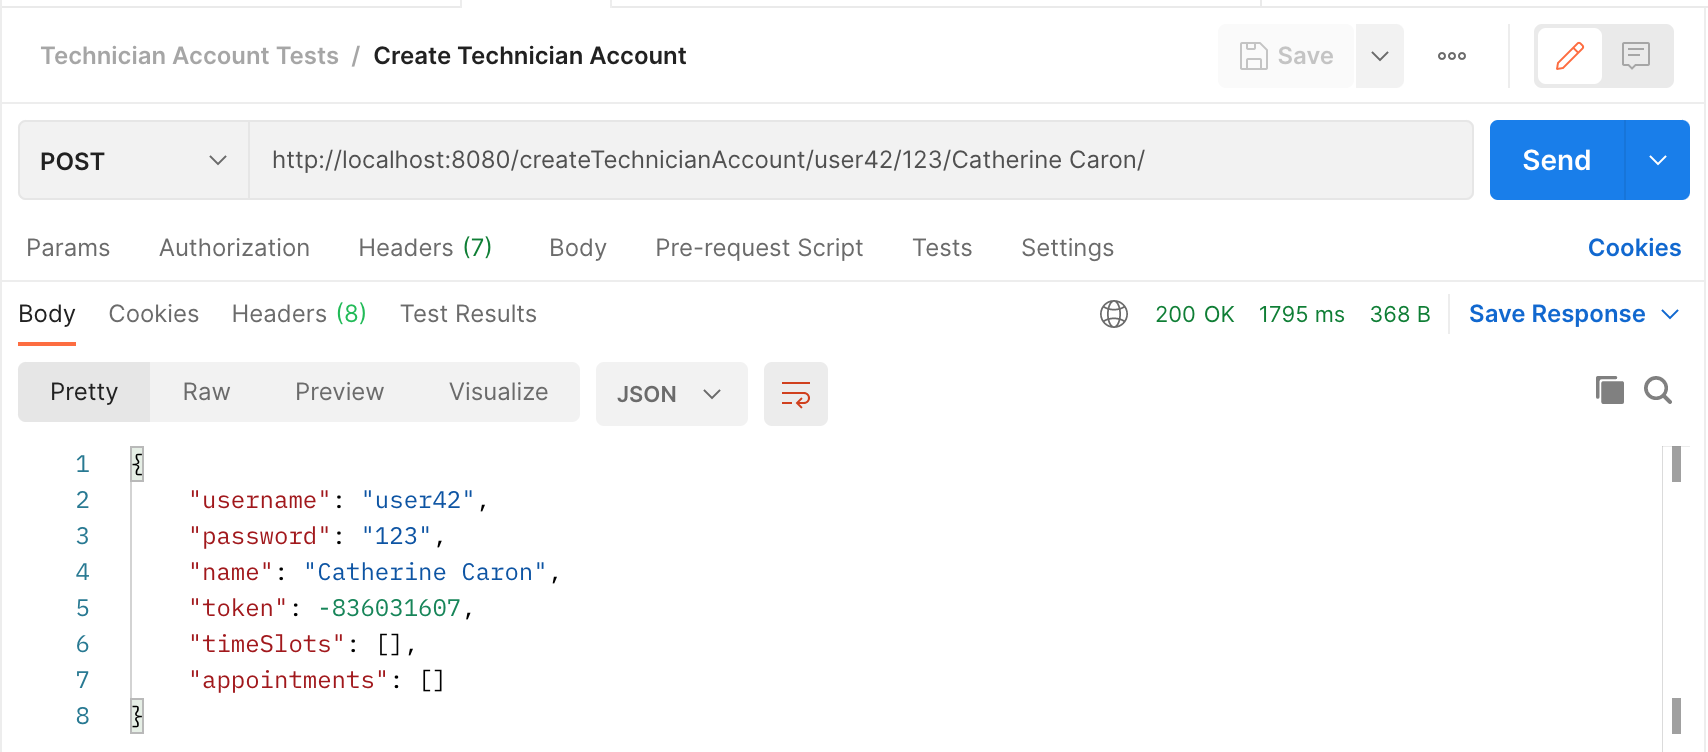 Technician Account Tests / Create Technician Account
Save
POST
http://localhost:8080/createTechnicianAccount/user42/123/Catherine Caron/
Send
Params Authorization Headers (7) Body Pre-request Script Tests Settings Cookies
Body Cookies Headers (8) Test Results 200 OK 1795 ms 368 B Save Response
Pretty Raw Preview Visualize JSON
1 {
2 "username": "user42",
3 "password": "123",
4 "name": "Catherine Caron",
5 "token": -836031607,
6 "timeSlots": [],
7 "appointments": []
8 }